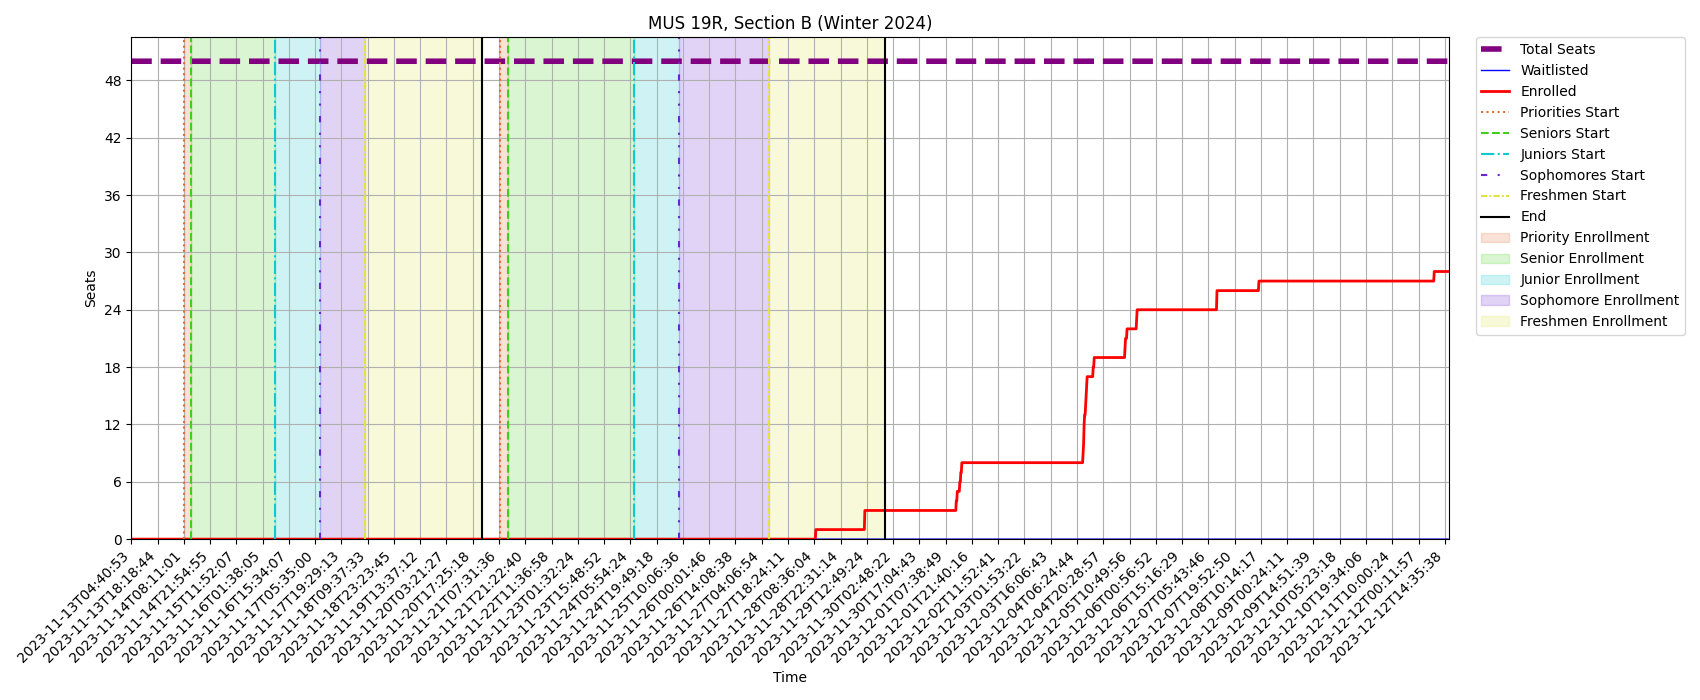 MUS 19R, Section B (Winter 2024)
Seats
48
42
36
30
24
18
12
6
0
2023-11-13T04:40:53
2023-11-13T18:18:44
2023-11-14T08:11:01
2023-11-14T21:54:55
2023-11-15T11:52:07
2023-11-16T01:38:05
2023-11-16T15:34:07
2023-11-17T05:35:00
2023-11-17T19:29:13
2023-11-18T09:37:33
2023-11-18T23:23:45
2023-11-19T13:37:12
2023-11-20T03:21:27
2023-11-20T17:25:18
2023-11-21T07:31:36
2023-11-21T21:22:40
2023-11-22T11:36:58
2023-11-23T01:32:24
2023-11-23T15:48:52
2023-11-24T05:54:24
2023-11-24T19:49:18
2023-11-25T10:06:36
2023-11-26T00:01:46
2023-11-26T14:08:38
2023-11-27T04:06:54
2023-11-27T18:24:11
2023-11-28T08:36:04
2023-11-28T22:31:14
2023-11-29T12:49:24
2023-11-30T02:48:22
2023-11-30T17:04:43
2023-12-01T07:38:49
2023-12-01T21:40:16
2023-12-02T11:52:41
2023-12-03T01:53:22
2023-12-03T16:06:43
2023-12-04T06:24:44
2023-12-04T20:28:57
2023-12-05T10:49:56
2023-12-06T00:56:52
2023-12-06T15:16:29
2023-12-07T05:43:46
2023-12-07T19:52:50
2023-12-08T10:14:17
2023-12-09T00:24:11
2023-12-09T14:51:39
2023-12-10T05:23:18
2023-12-10T19:34:06
2023-12-11T10:00:24
2023-12-12T00:11:57
2023-12-12T14:35:38
Time
Total Seats
Waitlisted
Enrolled
Priorities Start
Seniors Start
Juniors Start
Sophomores Start
Freshmen Start
End
Priority Enrollment
Senior Enrollment
Junior Enrollment
Sophomore Enrollment
Freshmen Enrollment